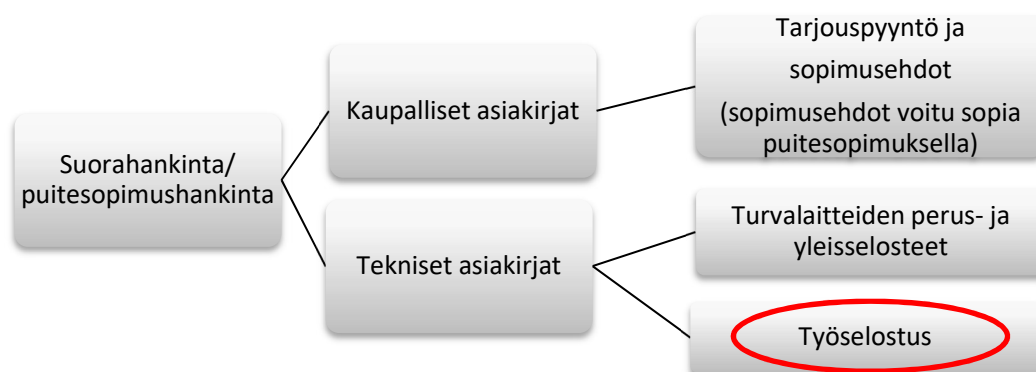 Suorahankinta/
puitesopimushankinta
Kaupalliset asiakirjat
Tarjouspyyntö ja
sopimusehdot
(sopimusehdot voitu sopia
puitesopimuksella)
Tekniset asiakirjat
Turvalaitteiden perus- ja
yleisselosteet
Työselostus